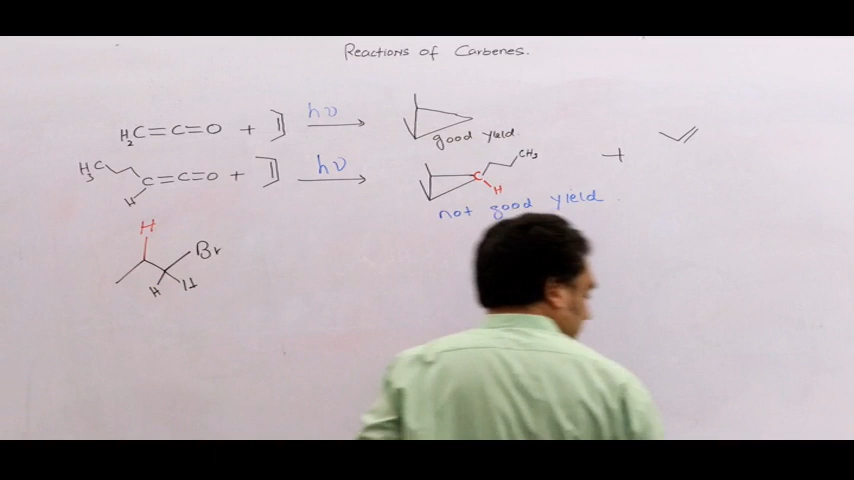 Reactions of Carbenes.
H₂C=C=O + hν
good yield.
H₃C C=C=O + hν C CH₃ +
H H
not good yield
H
Br
H H